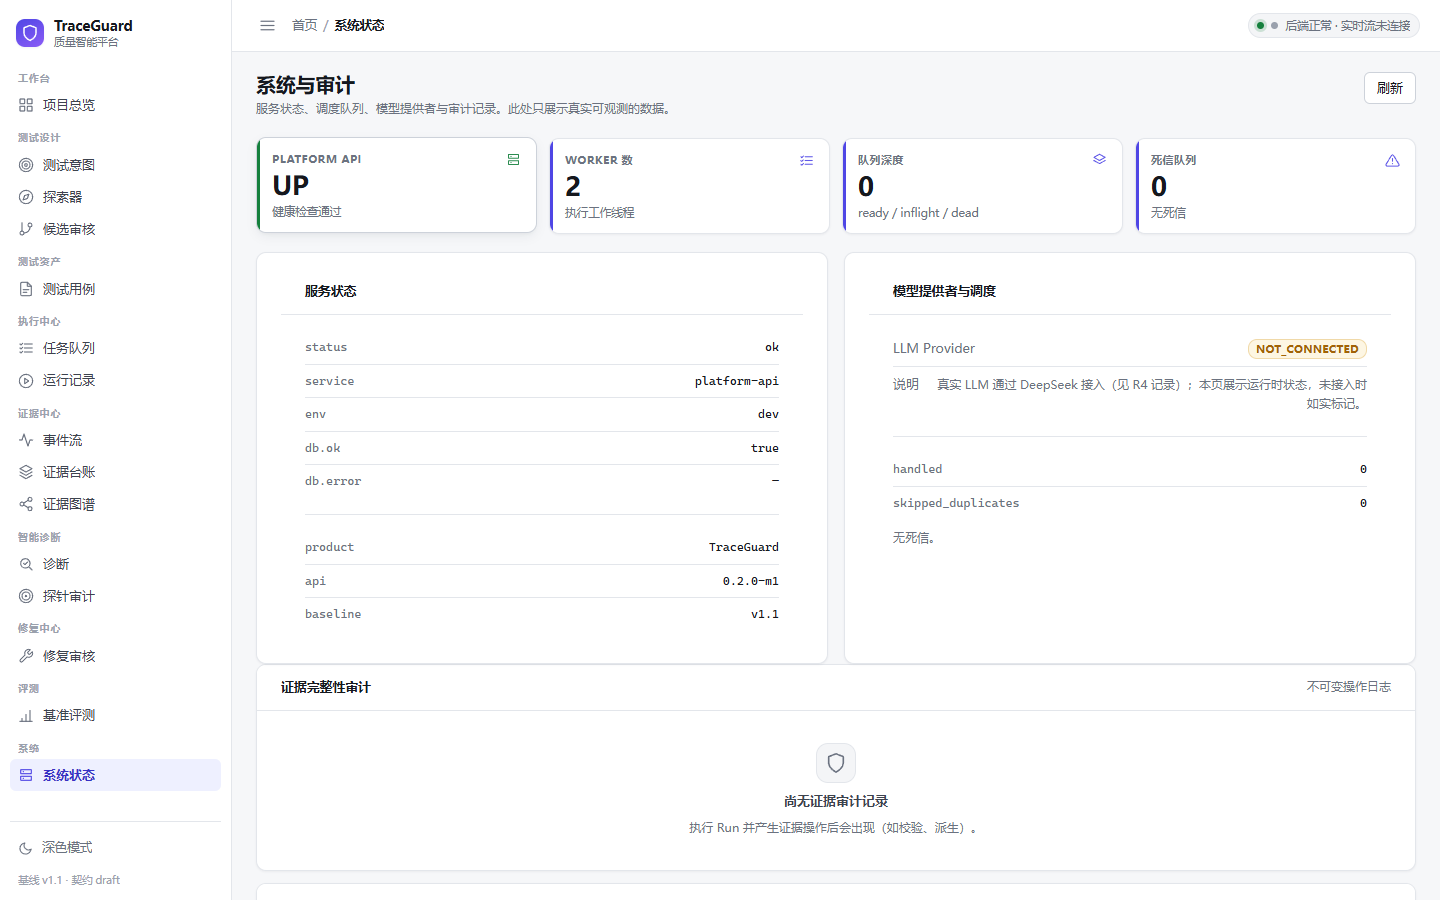 TraceGuard
质量智能平台
工作台
项目总览
测试设计
测试意图
探索器
候选审核
测试资产
测试用例
执行中心
任务队列
运行记录
证据中心
事件流
证据台账
证据图谱
智能诊断
诊断
探针审计
修复中心
修复审核
评测
基准评测
系统
系统状态
深色模式
基线 v1.1 · 契约 draft
首页 / 系统状态
后端正常 · 实时流未连接
系统与审计
服务状态、调度队列、模型提供者与审计记录。此处只展示真实可观测的数据。
刷新
PLATFORM API
UP
健康检查通过
WORKER 数
2
执行工作线程
队列深度
0
ready / inflight / dead
死信队列
0
无死信
服务状态
status ok
service platform-api
env dev
db.ok true
db.error —
product TraceGuard
api 0.2.0-m1
baseline v1.1
模型提供者与调度
LLM Provider NOT_CONNECTED
说明 真实 LLM 通过 DeepSeek 接入（见 R4 记录）；本页展示运行时状态，未接入时
如实标记。
handled 0
skipped_duplicates 0
无死信。
证据完整性审计 不可变操作日志
尚无证据审计记录
执行 Run 并产生证据操作后会出现（如校验、派生）。